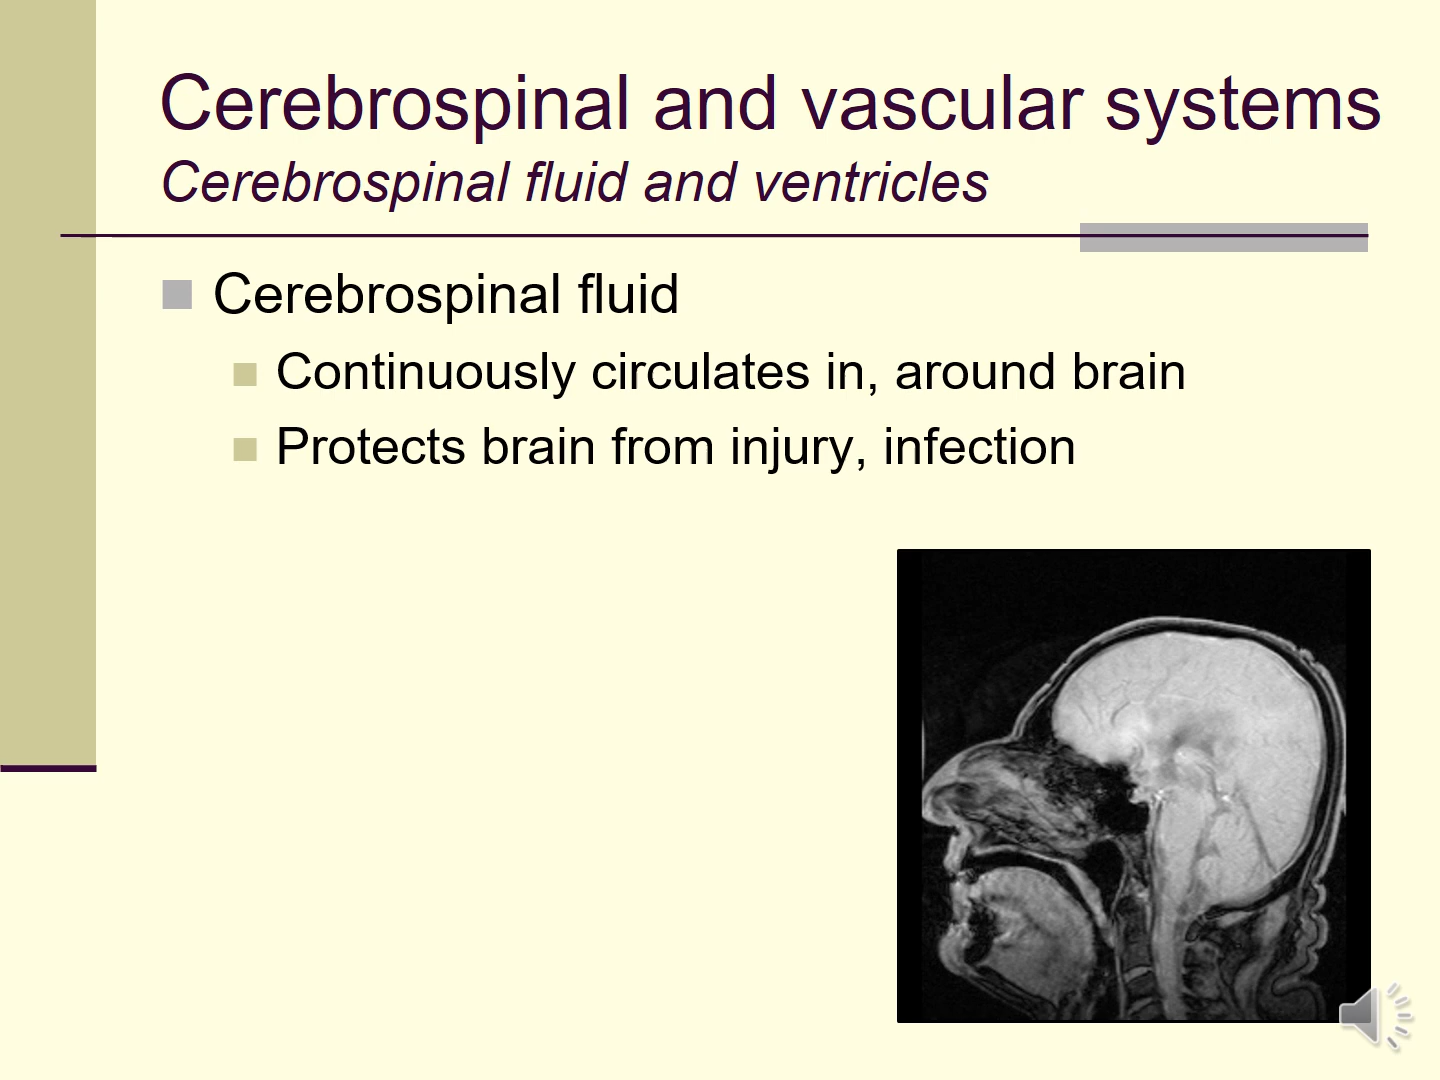 Cerebrospinal and vascular systems
Cerebrospinal fluid and ventricles
Cerebrospinal fluid
Continuously circulates in, around brain
Protects brain from injury, infection